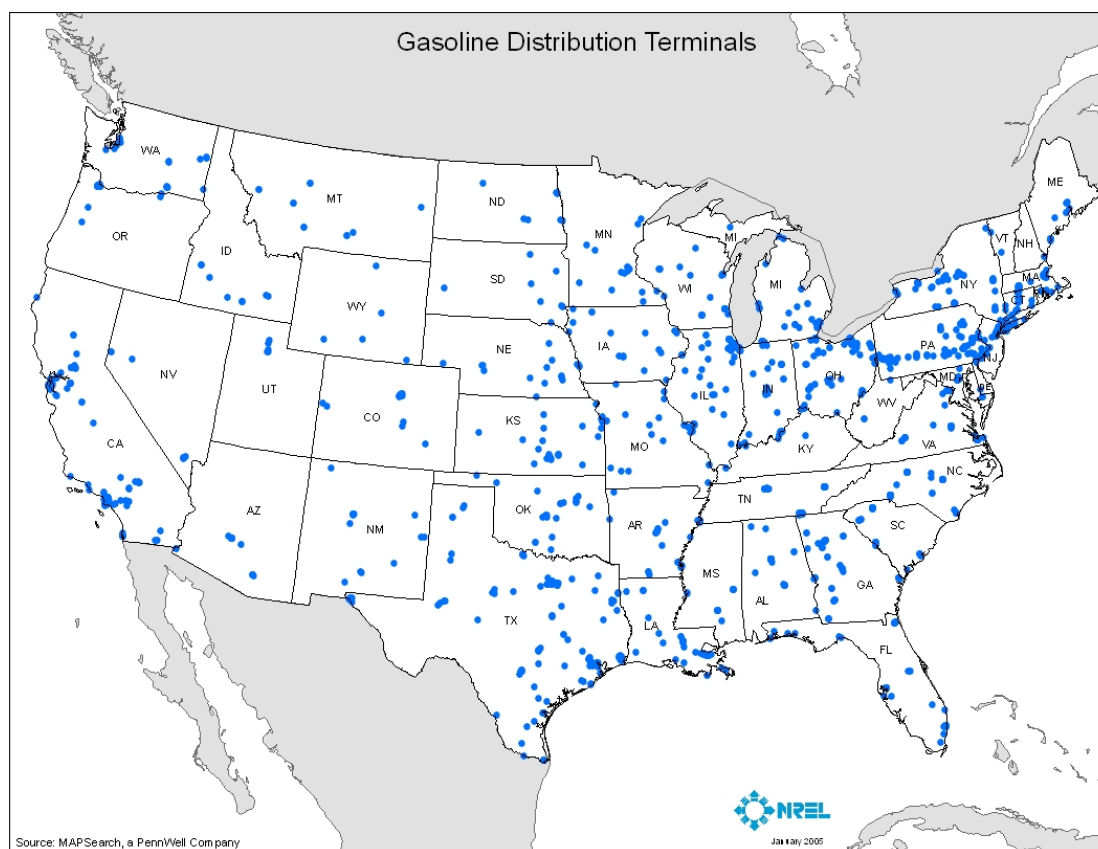 Gasoline Distribution Terminals
WA
MT
ND
MN
ME
OR
ID
SD
WI
MI
MI
VT
NH
NY
MA
CT
WY
NE
IA
PA
NJ
NV
UT
CO
KS
MO
IL
IN
OH
WV
MD
DE
VA
KY
CA
AZ
NM
OK
AR
TN
NC
SC
TX
LA
MS
AL
GA
FL
NREL
Source: MAPSearch, a PennWell Company
January 2005